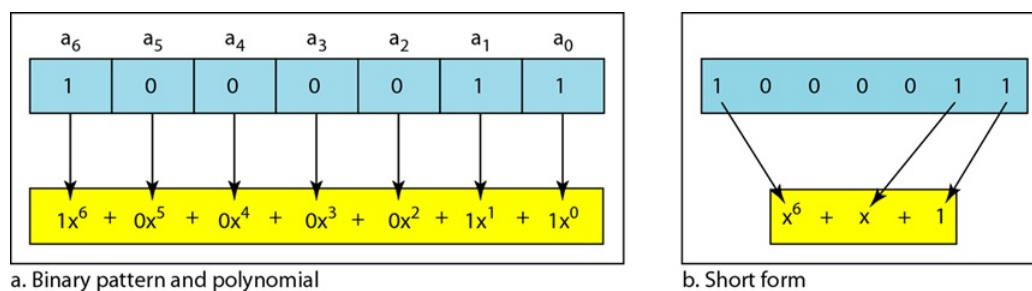 a₆ a₅ a₄ a₃ a₂ a₁ a₀
1 0 0 0 0 1 1
1x⁶ + 0x⁵ + 0x⁴ + 0x³ + 0x² + 1x¹ + 1x⁰
a. Binary pattern and polynomial
1 0 0 0 0 1 1
x⁶ + x + 1
b. Short form